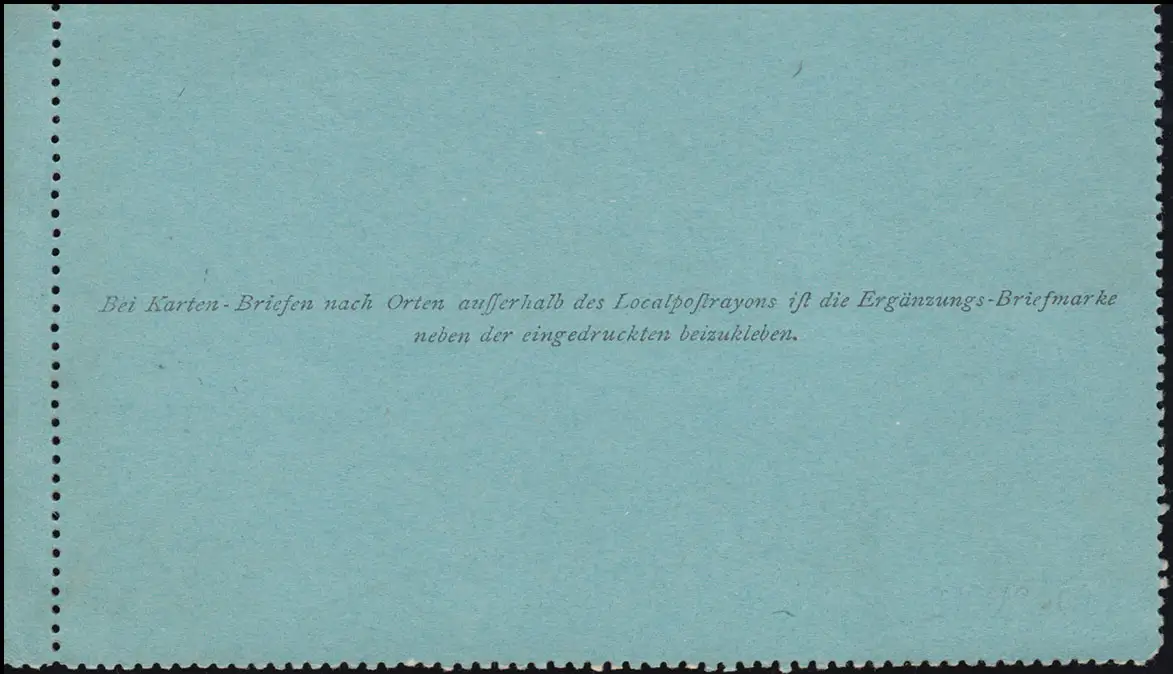 Bei Karten-Briefen nach Orten auſſerhalb des Localpoſtrayons iſt die Ergänzungs-Briefmarke
neben der eingedruckten beizukleben.